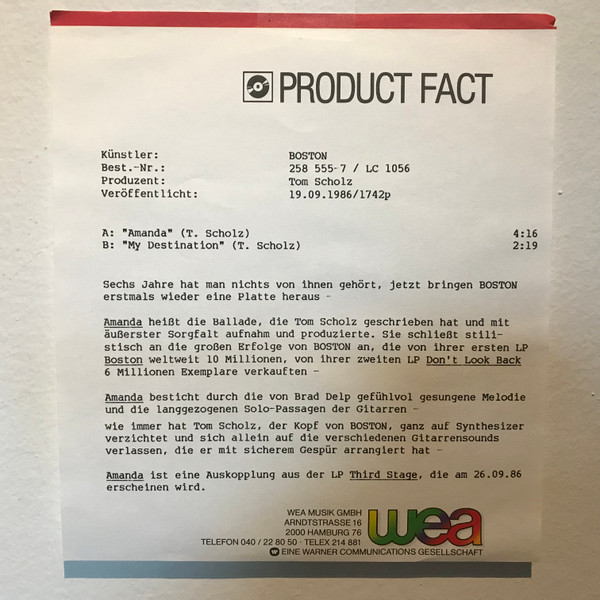 PRODUCT FACT
Künstler: BOSTON
Best.-Nr.: 258 555-7 / LC 1056
Produzent: Tom Scholz
Veröffentlicht: 19.09.1986/1742p
A: "Amanda" (T. Scholz) 4:16
B: "My Destination" (T. Scholz) 2:19
Sechs Jahre hat man nichts von ihnen gehört, jetzt bringen BOSTON
erstmals wieder eine Platte heraus -
Amanda heißt die Ballade, die Tom Scholz geschrieben hat und mit
äußerster Sorgfalt aufnahm und produzierte. Sie schließt stili-
stisch an die großen Erfolge von BOSTON an, die von ihrer ersten LP
Boston weltweit 10 Millionen, von ihrer zweiten LP Don't Look Back
6 Millionen Exemplare verkauften -
Amanda besticht durch die von Brad Delp gefühlvol gesungene Melodie
und die langgezogenen Solo-Passagen der Gitarren -
wie immer hat Tom Scholz, der Kopf von BOSTON, ganz auf Synthesizer
verzichtet und sich allein auf die verschiedenen Gitarrensounds
verlassen, die er mit sicherem Gespür arrangiert hat -
Amanda ist eine Auskopplung aus der LP Third Stage, die am 26.09.86
erscheinen wird.
WEA MUSIK GMBH
ARNDTSTRASSE 16
2000 HAMBURG 76
TELEFON 040 / 22 80 50 · TELEX 214 881
EINE WARNER COMMUNICATIONS GESELLSCHAFT
wea